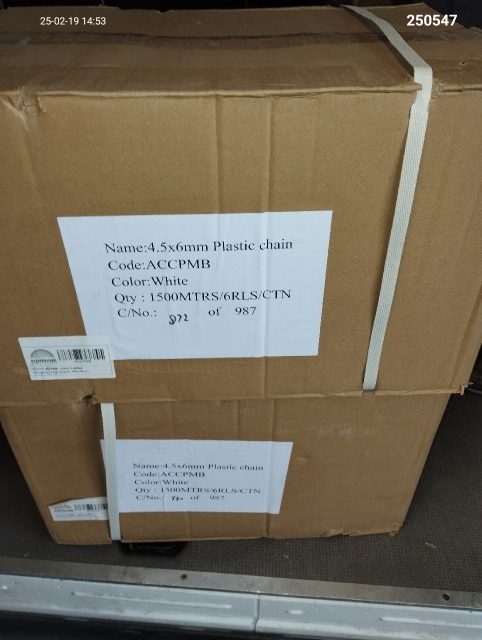 25-02-19 14:53
250547
Name:4.5x6mm Plastic chain
Code:ACCPMB
Color:White
Qty : 1500MTRS/6RLS/CTN
C/No.: 872 of 987
Name:4.5x6mm Plastic chain
Code:ACCPMB
Color:White
Qty : 1500MTRS/6RLS/CTN
C/No.: of 987